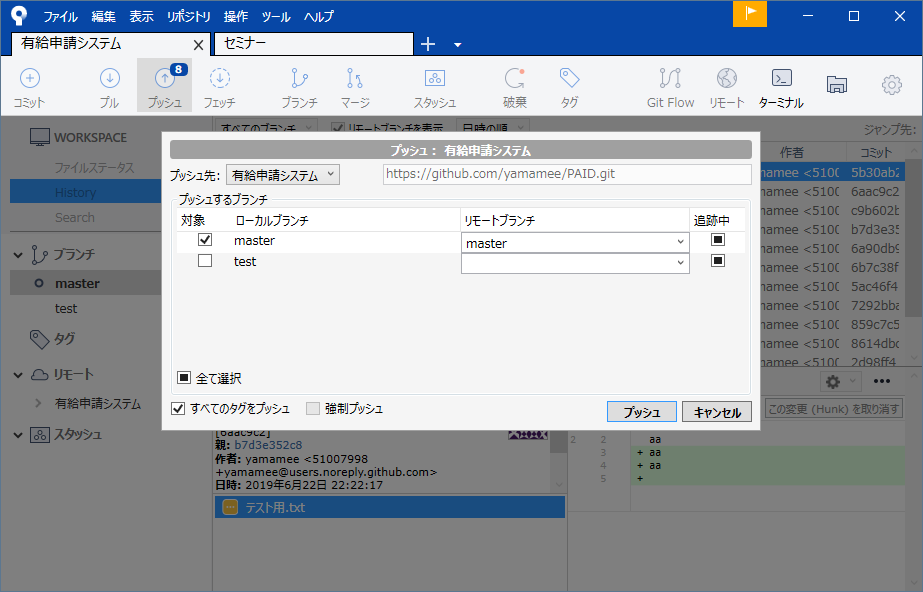 ファイル 編集 表示 リポジトリ 操作 ツール ヘルプ
有給申請システム
セミナー
8
コミット プル プッシュ フェッチ ブランチ マージ スタッシュ 破棄 タグ Git Flow リモート ターミナル
WORKSPACE
すべてのブランチ リモートブランチを表示 日時の順 ジャンプ先:
ファイルステータス
History
Search
ブランチ
master
test
タグ
リモート
有給申請システム
スタッシュ
プッシュ : 有給申請システム
プッシュ先: 有給申請システム https://github.com/yamamee/PAID.git
プッシュするブランチ
対象 ローカルブランチ リモートブランチ 追跡中
master master
test
全て選択
すべてのタグをプッシュ 強制プッシュ
プッシュ キャンセル
作者 コミット
mamee <5100 5b30ab2
mamee <5100 6aac9c2
mamee <5100 c9b602b
mamee <5100 b7d3e35
mamee <5100 6a90db9
mamee <5100 6b7c38f
mamee <5100 5ac46f4
mamee <5100 7292bba
mamee <5100 859c7c5
mamee <5100 8614dbc
mamee <5100 2d98ff4
この変更 (Hunk) を取り消す
[6aac9c2]
親: b7d3e352c8
作者: yamamee <51007998
+yamamee@users.noreply.github.com>
日時: 2019年6月22日 22:22:17
テスト用.txt
2 2 aa
3 + aa
4 + aa
5 +